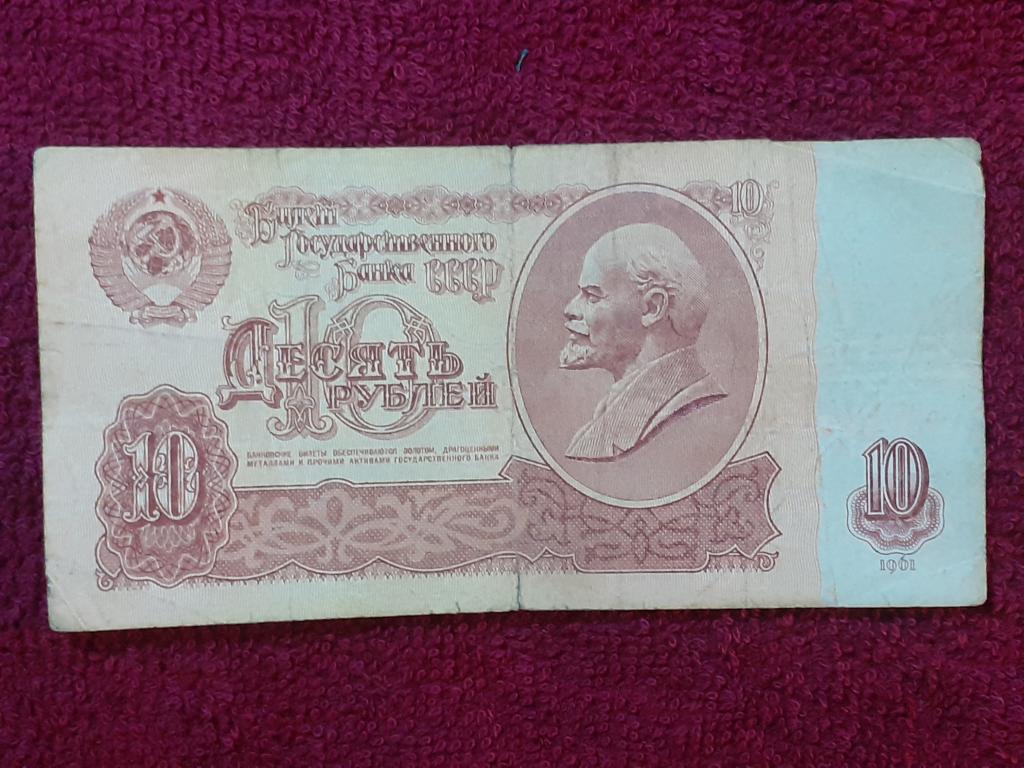 Билет
Государственного
Банка СССР
10
10
Десять
рублей
БАНКОВСКИЕ БИЛЕТЫ ОБЕСПЕЧИВАЮТСЯ ЗОЛОТОМ, ДРАГОЦЕННЫМИ
МЕТАЛЛАМИ И ПРОЧИМИ АКТИВАМИ ГОСУДАРСТВЕННОГО БАНКА
10
10
1961